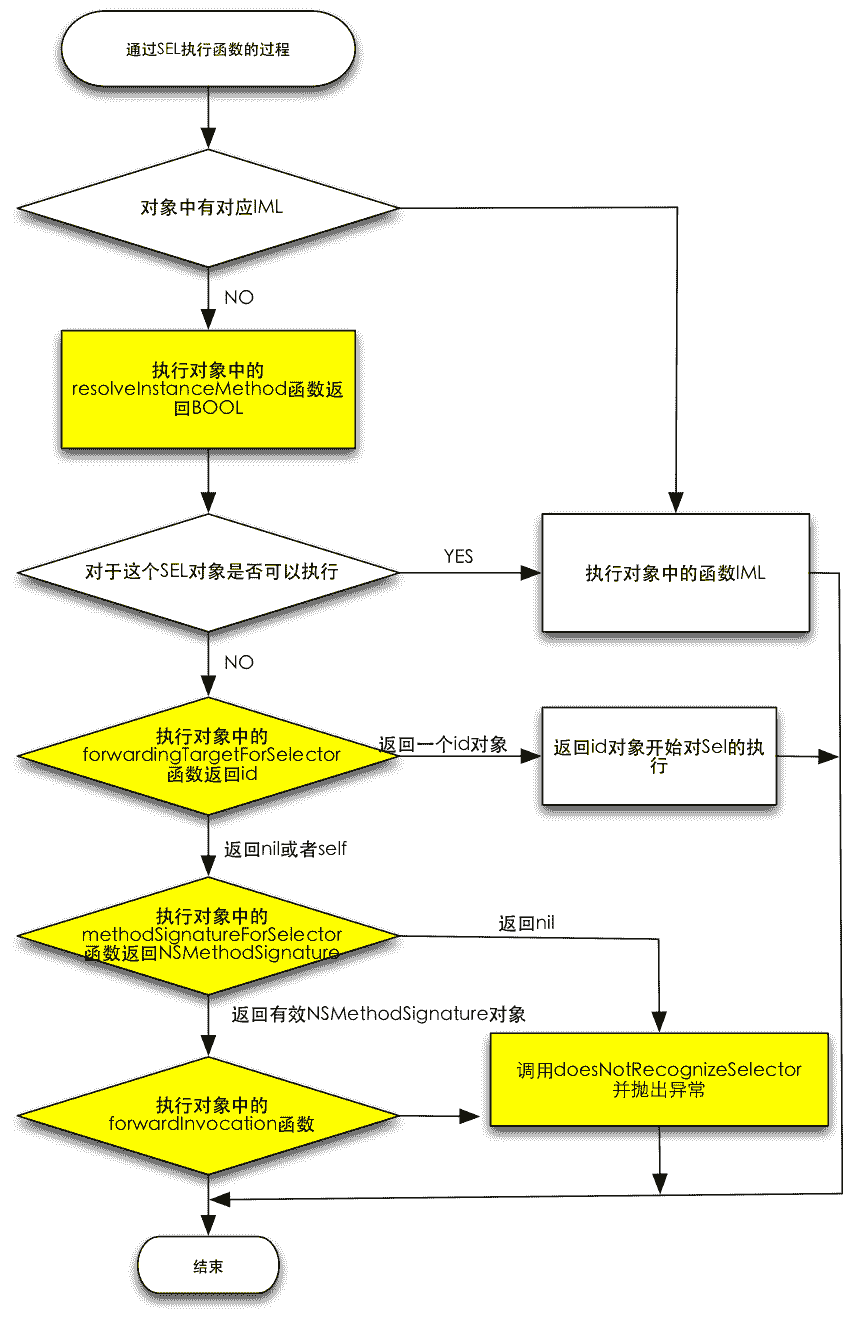 通过SEL执行函数的过程
对象中有对应IML
NO
执行对象中的
resolveInstanceMethod函数返
回BOOL
对于这个SEL对象是否可以执行
YES
执行对象中的函数IML
NO
执行对象中的
forwardingTargetForSelector
函数返回id
返回一个id对象
返回id对象开始对Sel的执
行
返回nil或者self
执行对象中的
methodSignatureForSelector
函数返回NSMethodSignature
返回nil
返回有效NSMethodSignature对象
调用doesNotRecognizeSelector
并抛出异常
执行对象中的
forwardInvocation函数
结束